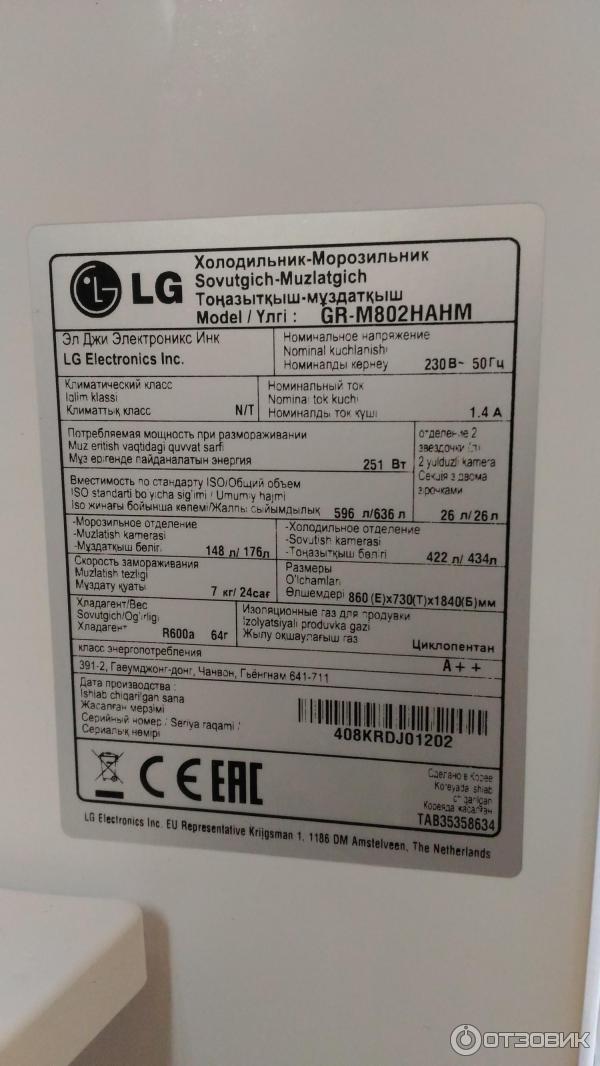 LG
Холодильник-Морозильник
Sovutgich-Muzlatgich
Тоңазытқыш-мұздатқыш
Model / Үлгі : GR-M802HAHM
Эл Джи Электроникс Инк
LG Electronics Inc.
Номинальное напряжение
Nominal kuchlanishi
Номиналды кернеу 230В~ 50Гц
Климатический класс
Iqlim klassi
Климаттық класс N/T
Номинальный ток
Nominal tok kuchi
Номиналды ток күші 1.4 А
Потребляемая мощность при размораживании
Muz eritish vaqtidagi quvvat sarfi
Мұз ерігенде пайданалатын энергия 251 Вт
отделение 2
звездочки
2 yulduzli kamera
Секция з двома
зірочками
26 л/26 л
Вместимость по стандарту ISO/Общий объем
ISO standarti bo'yicha sig'imi / Umumiy hajmi
Iso жинағы бойынша көлемі/Жалпы сыйымдылық 596 л/636 л
-Морозильное отделение
-Muzlatish kamerasi
-Мұздатқыш бөлігі 148 л/ 176л
-Холодильное отделение
-Sovutish kamerasi
-Тоңазытқыш бөлігі 422 л/ 434л
Скорость замораживания
Muzlatish tezligi
Мұздату қуаты 7 кг/ 24сағ
Размеры
O'lchamlari
Өлшемдері 860 (Е)x730(Т)x1840(Б)мм
Хладагент/Вес
Sovutgich/Og'irligi
Хладагент R600a 64г
Изоляционные газ для продувки
Izolyatsiyali produvka gazi
Жылу оқшаулағыш газ Циклопентан
класс энергопотребления A++
391-2, Гаеумджонг-донг, Чанвон, Гьёнгнам 641-711
Дата производства :
Ishlab chiqarilgan sana
Жасалған мерзімі
Серийный номер / Seriya raqami /
Сериалық нөмірі
408KRDJ01202
CE EAC
Сделано в Корее
Koreyada ishlab
chiqarilgan
Кореяда жасалған
TAB35358634
LG Electronics Inc. EU Representative Krijgsman 1, 1186 DM Amstelveen, The Netherlands
ОТЗОВИК